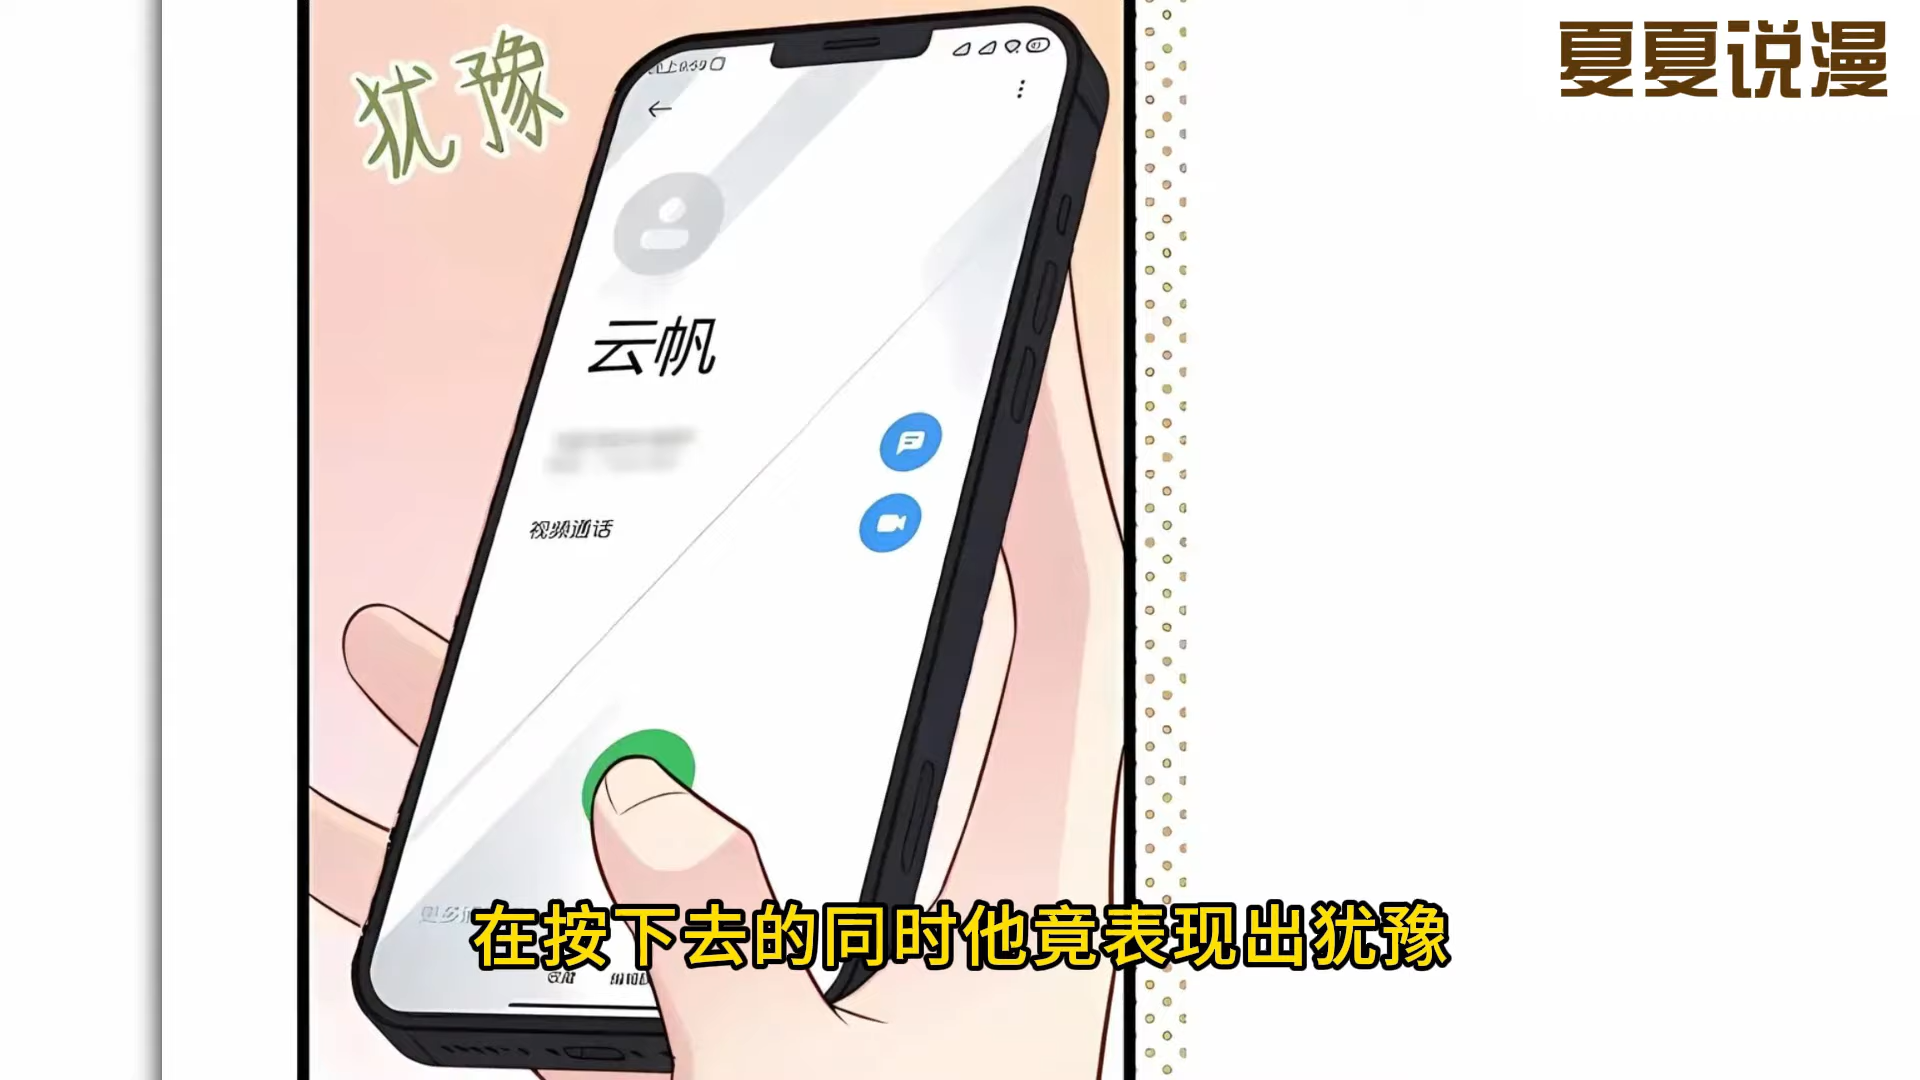 夏夏说漫
犹豫
云帆
视频通话
在按下去的同时他竟表现出犹豫